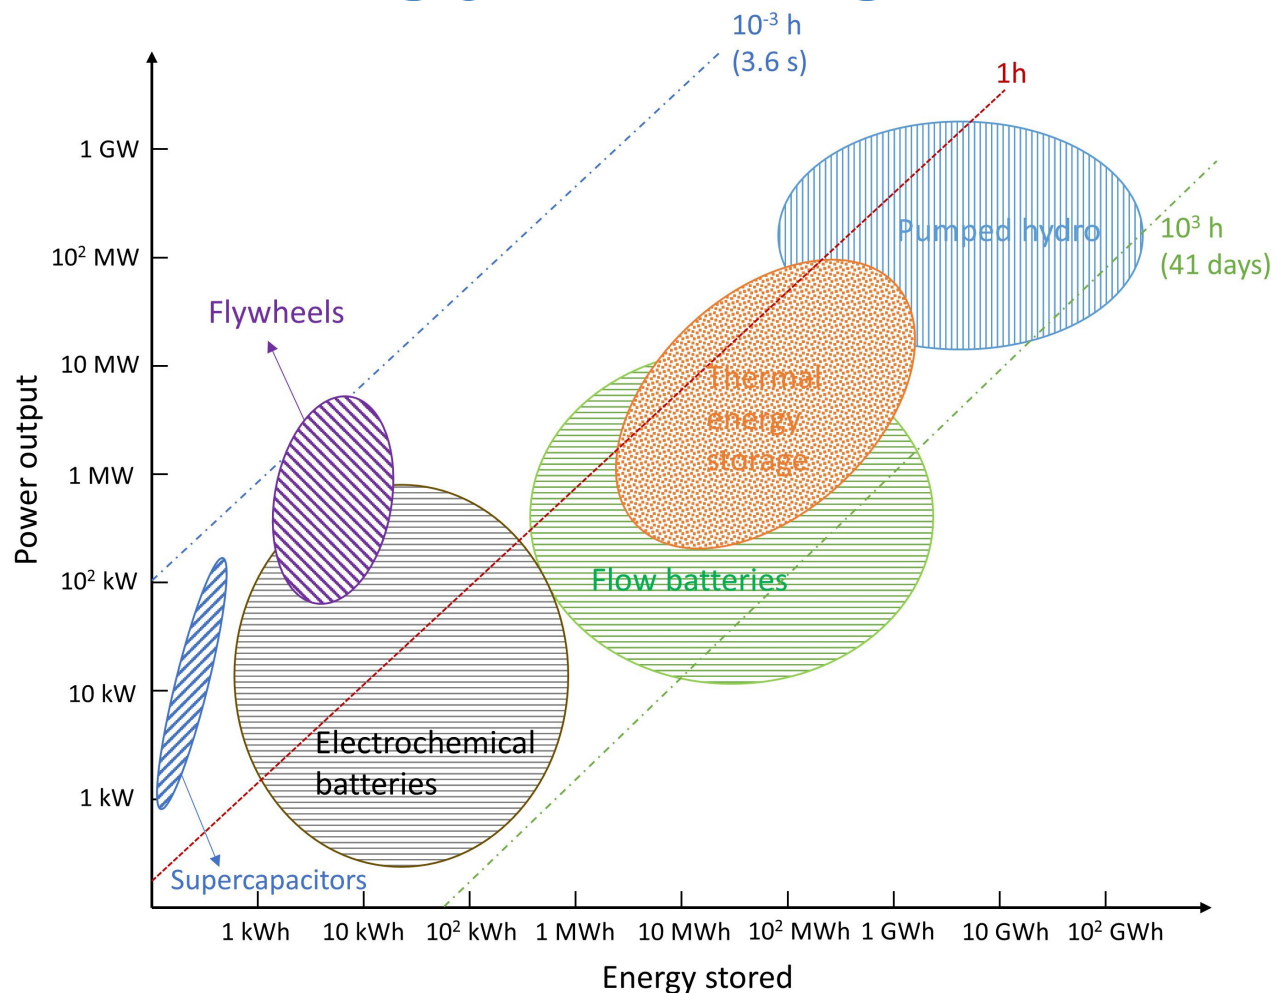 10-3 h
(3.6 s)
1h
1 GW
Pumped hydro
103 h
(41 days)
102 MW
Flywheels
10 MW
Thermal
energy
storage
Power output
1 MW
102 kW
Flow batteries
10 kW
Electrochemical
batteries
1 kW
Supercapacitors
1 kWh
10 kWh
102 kWh
1 MWh
10 MWh
102 MWh
1 GWh
10 GWh
102 GWh
Energy stored